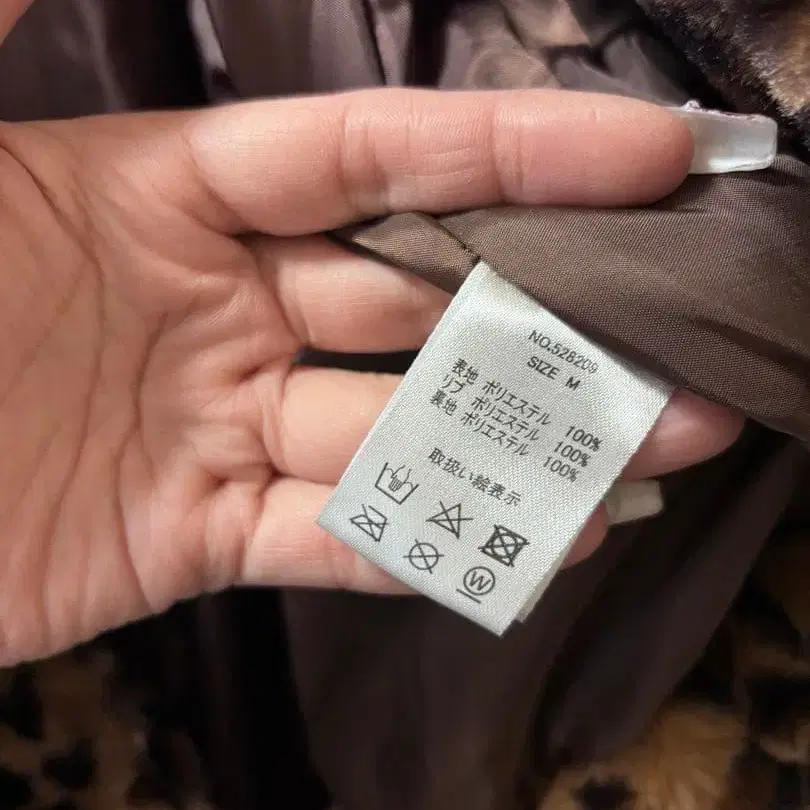 NO.528209
SIZE M
表地 ポリエステル 100%
リブ ポリエステル 100%
裏地 ポリエステル 100%
取扱い絵表示
W